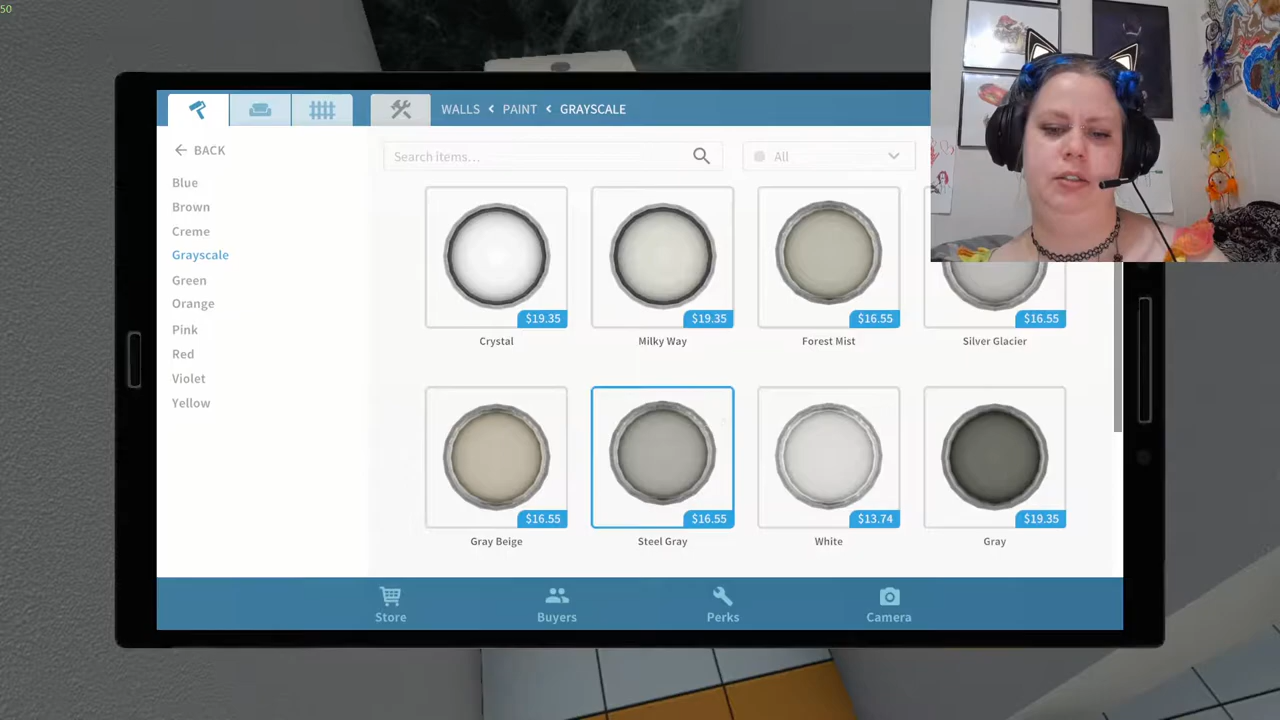 50
WALLS < PAINT < GRAYSCALE
BACK
Search items...
All
Blue
Brown
Creme
Grayscale
Green
Orange
Pink
Red
Violet
Yellow
$19.35 $19.35 $16.55 $16.55
Crystal Milky Way Forest Mist Silver Glacier
$16.55 $16.55 $13.74 $19.35
Gray Beige Steel Gray White Gray
Store Buyers Perks Camera